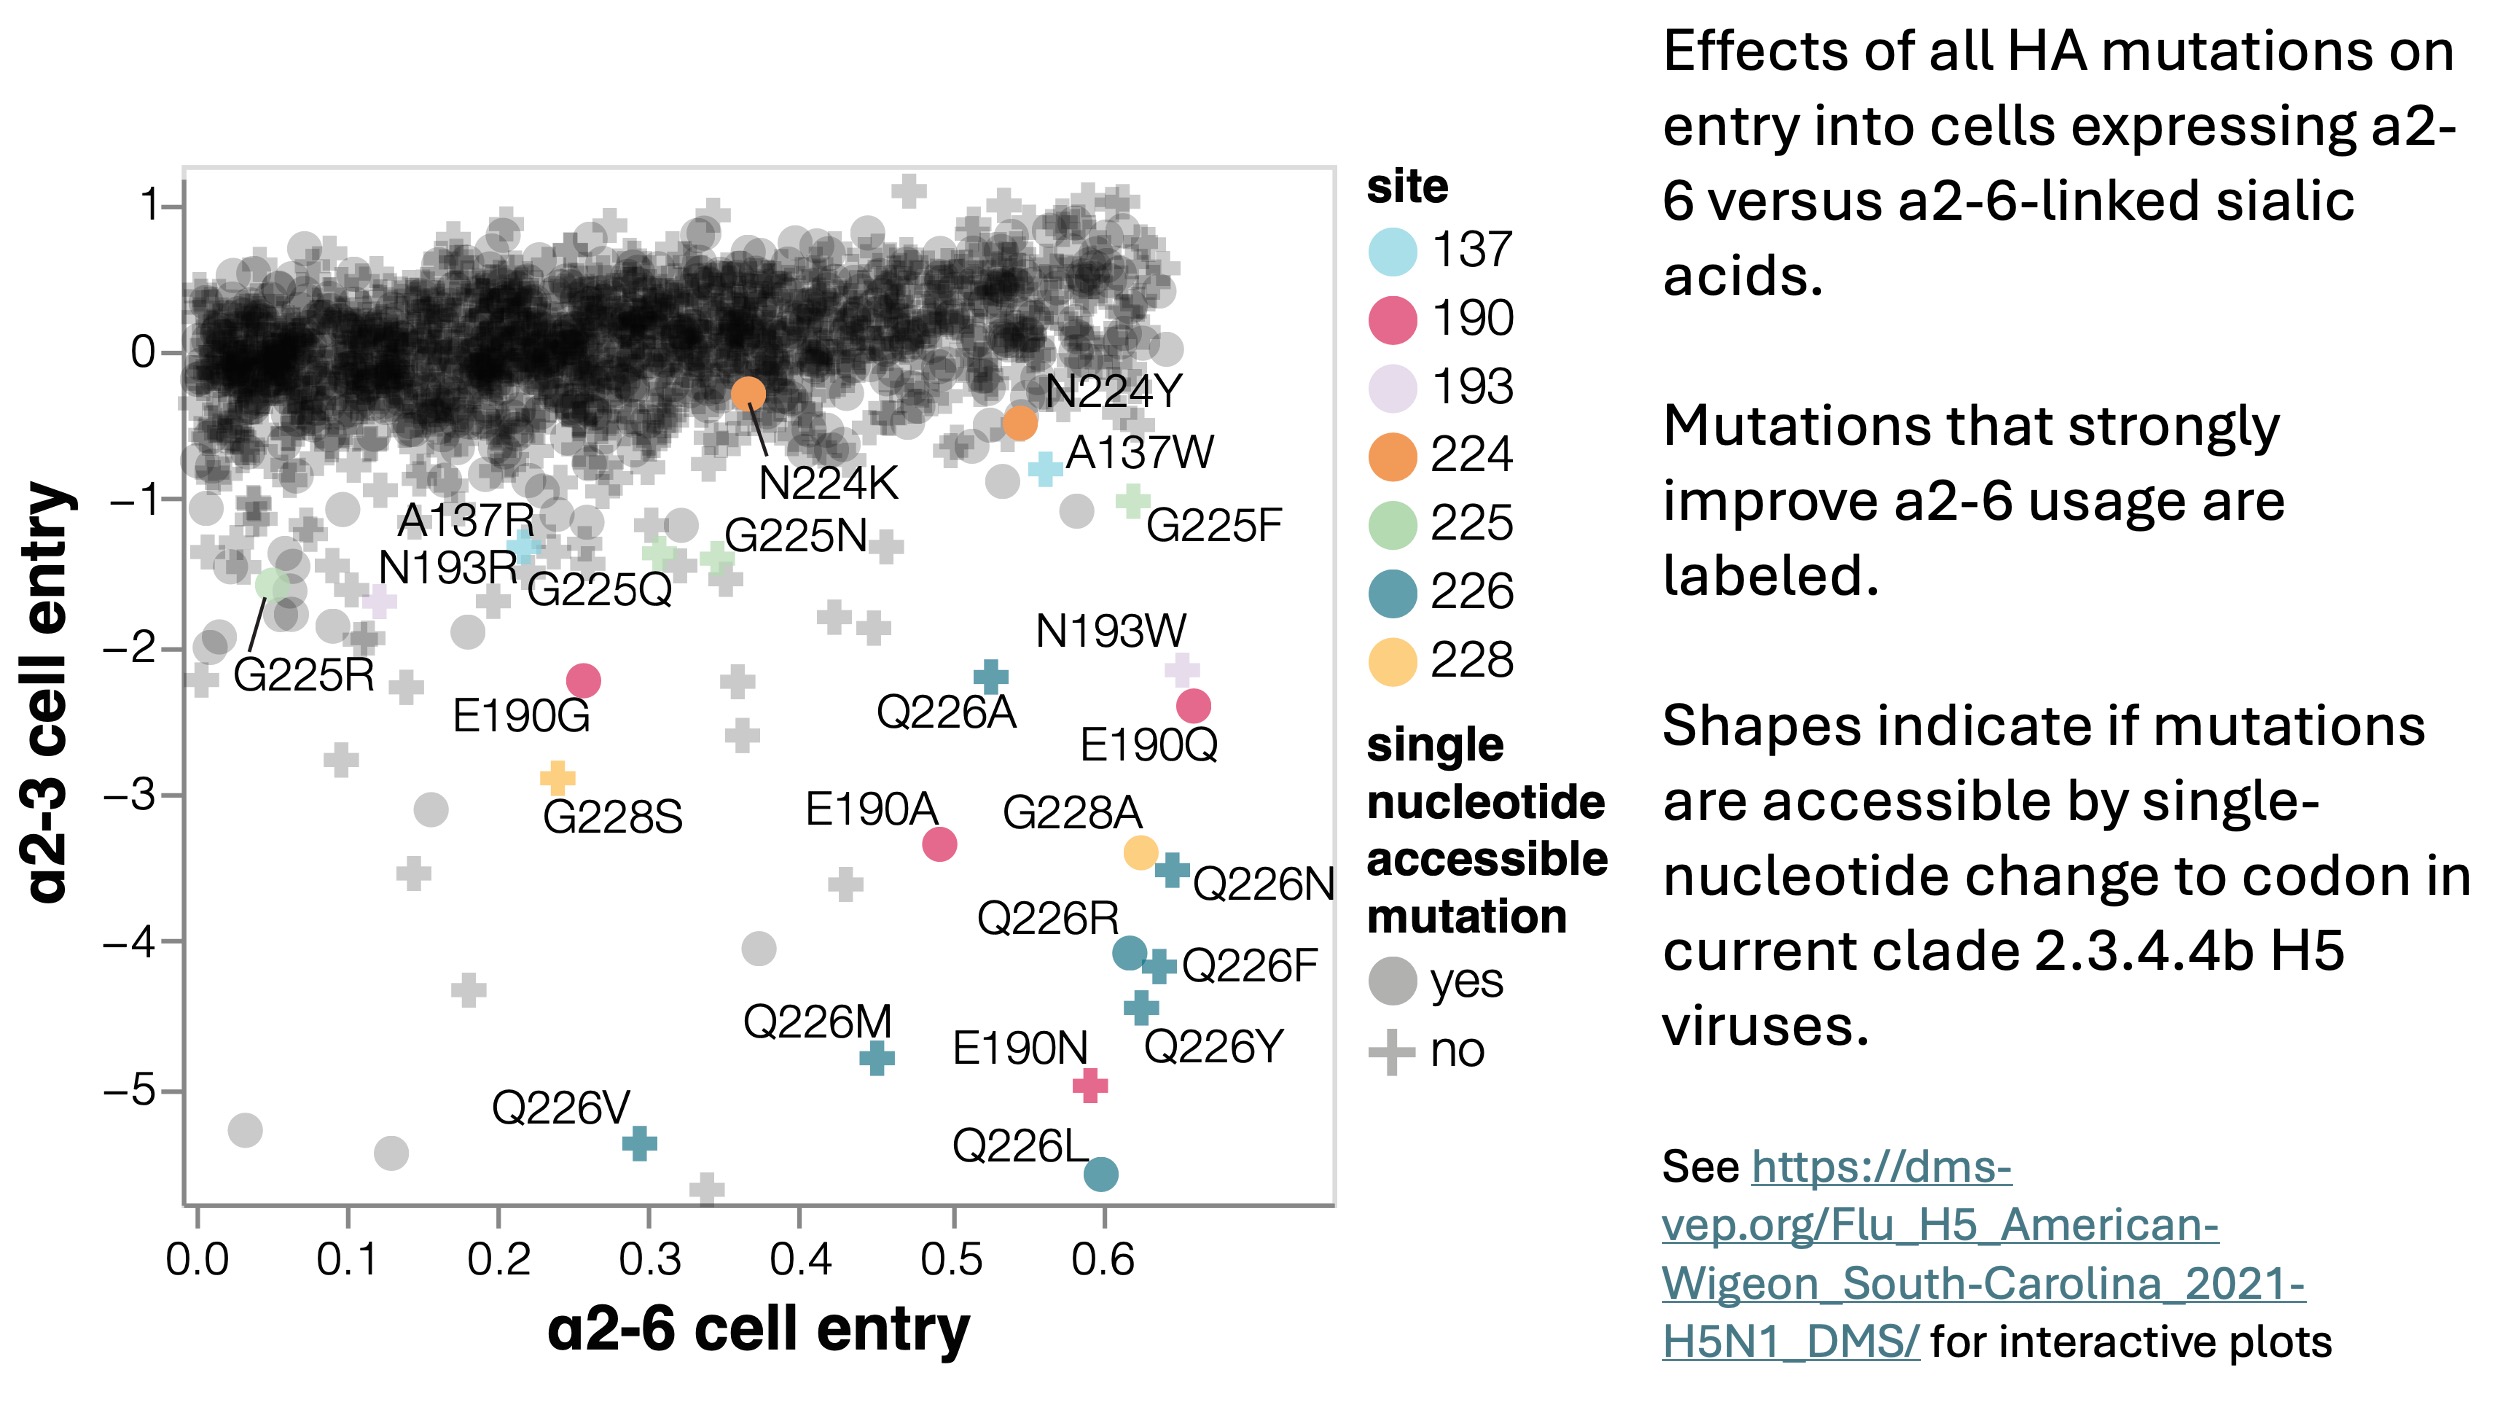 Effects of all HA mutations on
entry into cells expressing a2-
6 versus a2-6-linked sialic
acids.
Mutations that strongly
improve a2-6 usage are
labeled.
Shapes indicate if mutations
are accessible by single-
nucleotide change to codon in
current clade 2.3.4.4b H5
viruses.
See https://dms-
vep.org/Flu_H5_American-
Wigeon_South-Carolina_2021-
H5N1_DMS/ for interactive plots
α2-3 cell entry
1
0
−1
−2
−3
−4
−5
N224Y
A137W
N224K
G225F
A137R
G225N
N193R
G225Q
N193W
G225R
E190G
Q226A
E190Q
G228S
E190A
G228A
Q226N
Q226R
Q226F
Q226M
E190N
Q226Y
Q226V
Q226L
0.0 0.1 0.2 0.3 0.4 0.5 0.6
α2-6 cell entry
site
137
190
193
224
225
226
228
single
nucleotide
accessible
mutation
yes
no